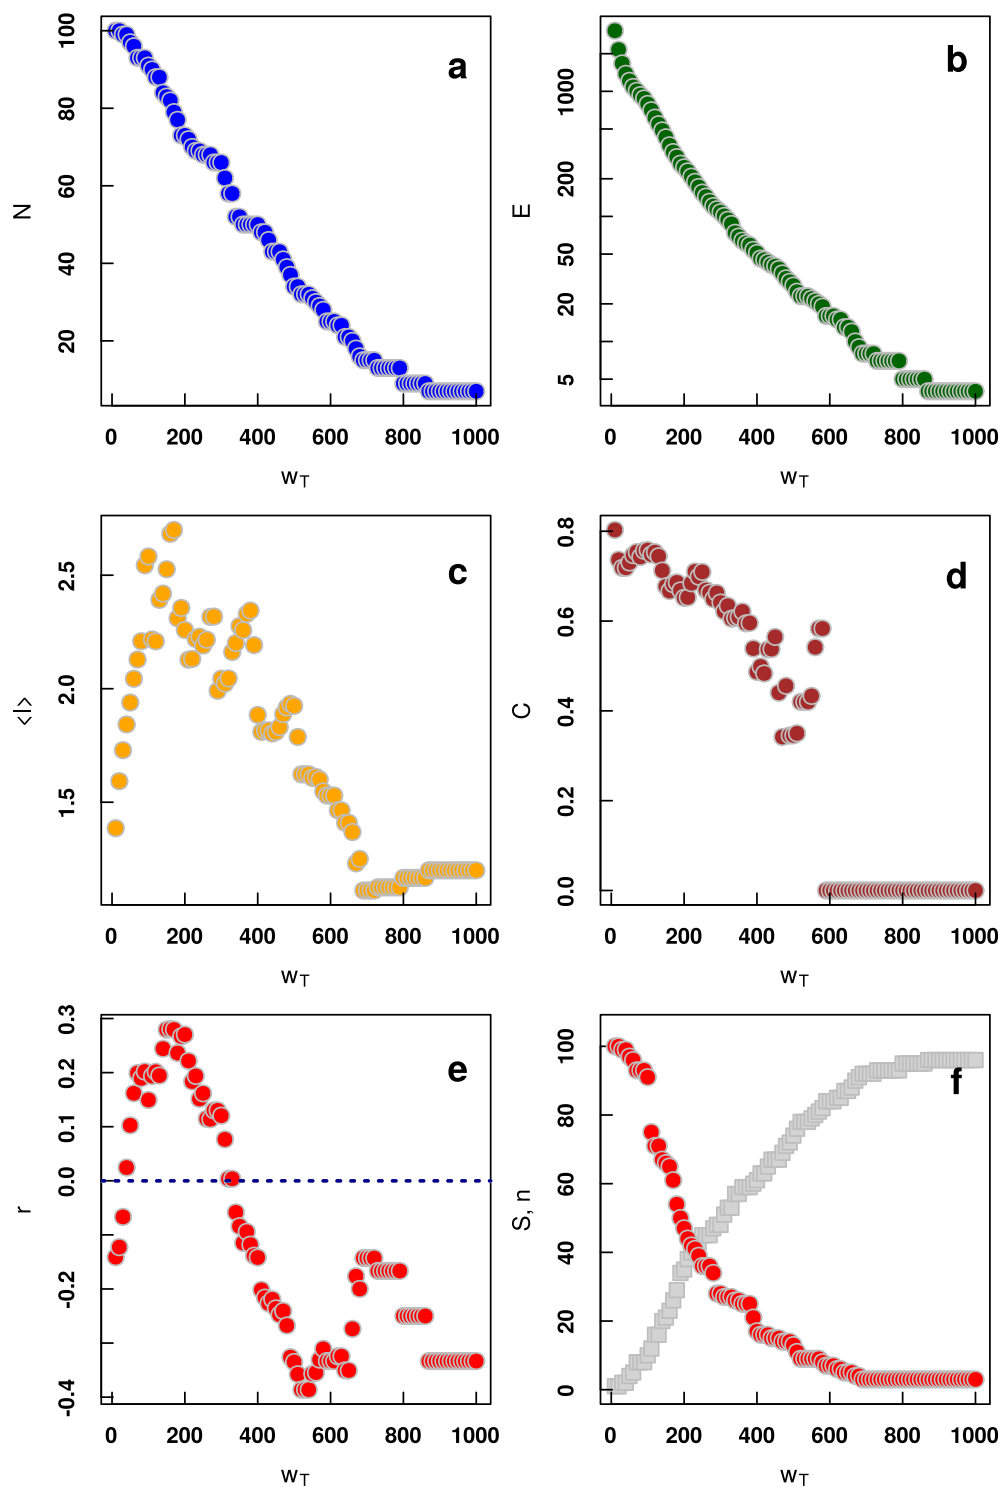 a
N
20 40 60 80 100
0 200 400 600 800 1000
wT
b
E
5 20 50 200 1000
0 200 400 600 800 1000
wT
c
<l>
1.5 2.0 2.5
0 200 400 600 800 1000
wT
d
C
0.0 0.2 0.4 0.6 0.8
0 200 400 600 800 1000
wT
e
r
-0.4 -0.2 0.0 0.1 0.2 0.3
0 200 400 600 800 1000
wT
f
S, n
0 20 40 60 80 100
0 200 400 600 800 1000
wT